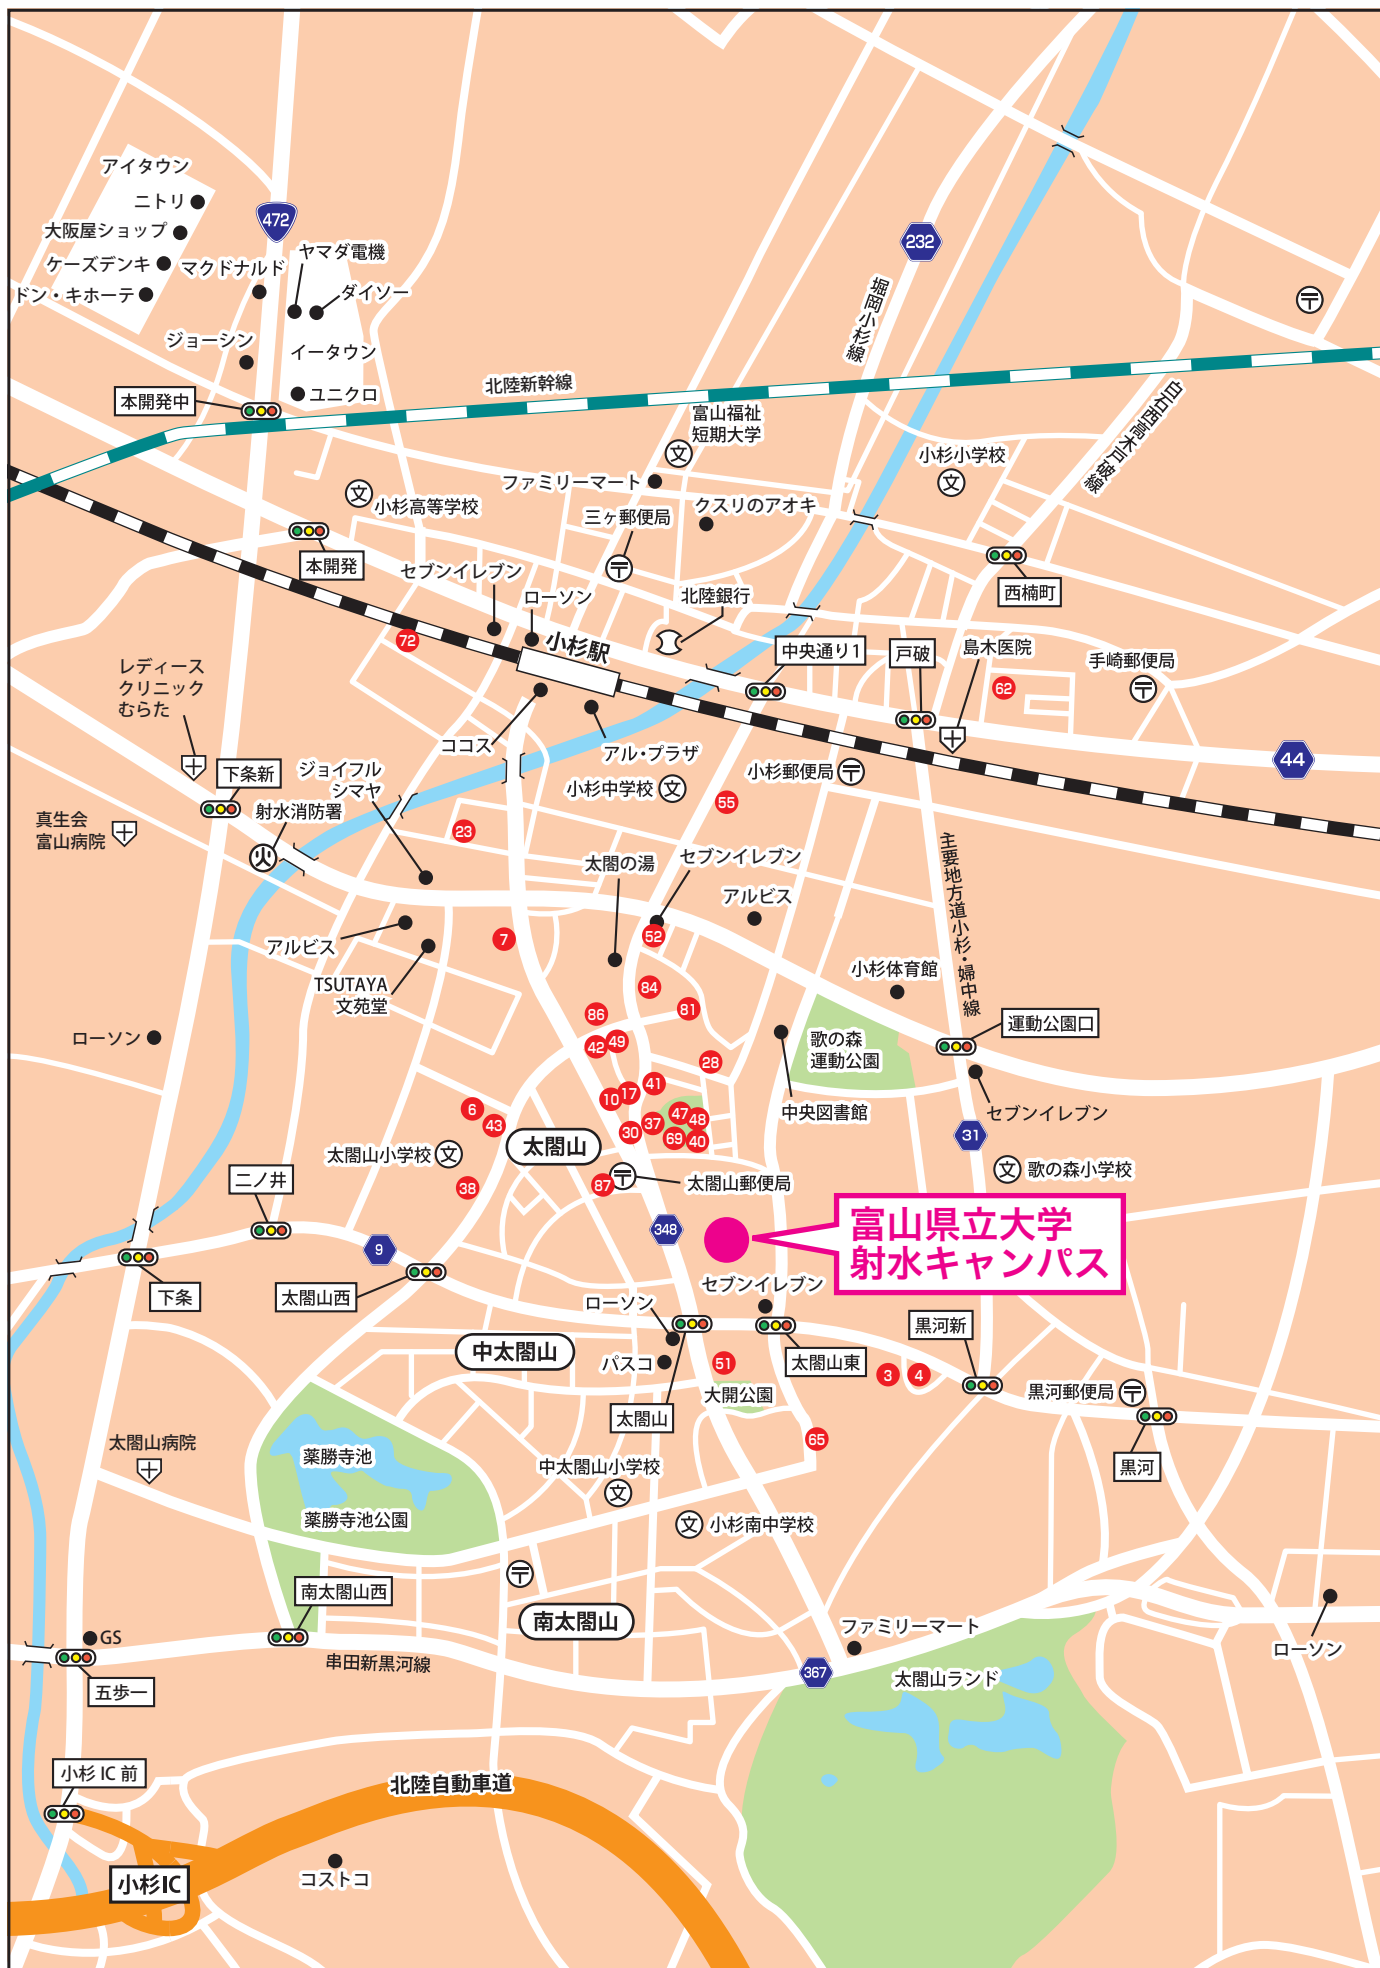 アイタウン
ニトリ
大阪屋ショップ
ケーズデンキ
ドン・キホーテ
472
マクドナルド
ヤマダ電機
ダイソー
ジョーシン
イータウン
ユニクロ
本開発中
北陸新幹線
232
堀岡小杉線
白石西高木戸破線
富山福祉
短期大学
文
ファミリーマート
クスリのアオキ
小杉小学校
文
文
小杉高等学校
三ケ郵便局
本開発
セブンイレブン
ローソン
北陸銀行
西楠町
72
小杉駅
中央通り1
戸破
島木医院
手崎郵便局
62
レディース
クリニック
むらた
ココス
アル・プラザ
44
下条新
ジョイフル
シマヤ
小杉中学校
文
小杉郵便局
55
射水消防署
火
真生会
富山病院
23
太閤の湯
セブンイレブン
アルビス
主要地方道小杉・婦中線
アルビス
TSUTAYA
文苑堂
7
52
84
小杉体育館
86
81
運動公園口
ローソン
42
49
歌の森
運動公園
28
41
10
17
中央図書館
セブンイレブン
6
43
47
48
37
30
69
40
31
太閤山
太閤山小学校
文
文
歌の森小学校
二ノ井
38
87
太閤山郵便局
348
富山県立大学
射水キャンパス
9
下条
太閤山西
セブンイレブン
ローソン
黒河新
中太閤山
パスコ
51
太閤山東
3
4
大開公園
黒河郵便局
太閤山
65
黒河
太閤山病院
薬勝寺池
中太閤山小学校
文
薬勝寺池公園
文
小杉南中学校
南太閤山西
南太閤山
GS
串田新黒河線
ファミリーマート
ローソン
367
太閤山ランド
五歩一
小杉 IC 前
北陸自動車道
小杉IC
コストコ